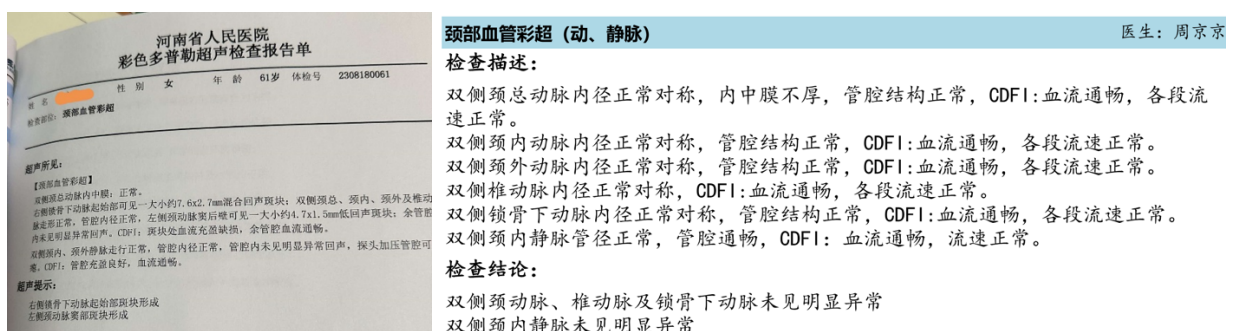 河南省人民医院
彩色多普勒超声检查报告单
姓 名 性 别 女 年 龄 61岁 体检号 2308180061
检查部位: 颈部血管彩超
超声所见:
【颈部血管彩超】
双侧颈总动脉内中膜: 正常。
右侧锁骨下动脉起始部可见一大小约7.6x2.7mm混合回声斑块; 双侧颈总、颈内、颈外及椎动
脉走形正常, 管腔内径正常, 左侧颈动脉窦后壁可见一大小约4.7x1.5mm低回声斑块; 余管腔
内未见明显异常回声。CDFI: 斑块处血流充盈缺损, 余管腔血流通畅。
双侧颈内、颈外静脉走行正常, 管腔内径正常, 管腔内未见明显异常回声, 探头加压管腔可
瘪, CDFI: 管腔充盈良好, 血流通畅。
超声提示:
右侧锁骨下动脉起始部斑块形成
左侧颈动脉窦部斑块形成
颈部血管彩超 (动、静脉) 医生: 周京京
检查描述:
双侧颈总动脉内径正常对称, 内中膜不厚, 管腔结构正常, CDFI:血流通畅, 各段流
速正常。
双侧颈内动脉内径正常对称, 管腔结构正常, CDFI:血流通畅, 各段流速正常。
双侧颈外动脉内径正常对称, 管腔结构正常, CDFI:血流通畅, 各段流速正常。
双侧椎动脉内径正常对称, CDFI:血流通畅, 各段流速正常。
双侧锁骨下动脉内径正常对称, 管腔结构正常, CDFI:血流通畅, 各段流速正常。
双侧颈内静脉管径正常, 管腔通畅, CDFI: 血流通畅, 流速正常。
检查结论:
双侧颈动脉、椎动脉及锁骨下动脉未见明显异常
双侧颈内静脉未见明显异常